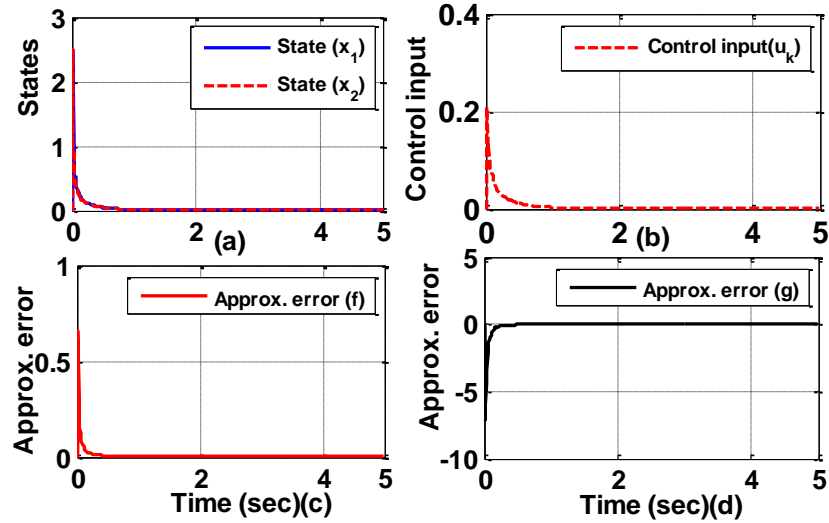 3
2
1
0
States
State (x1)
State (x2)
0 2 4 5
(a)
0.4
0.2
0
Control input
Control input(uk)
0 2 4 5
(b)
1
0.5
0
Approx. error
Approx. error (f)
0 2 4 5
Time (sec)(c)
5
0
-5
-10
Approx. error
Approx. error (g)
0 2 4 5
Time (sec)(d)